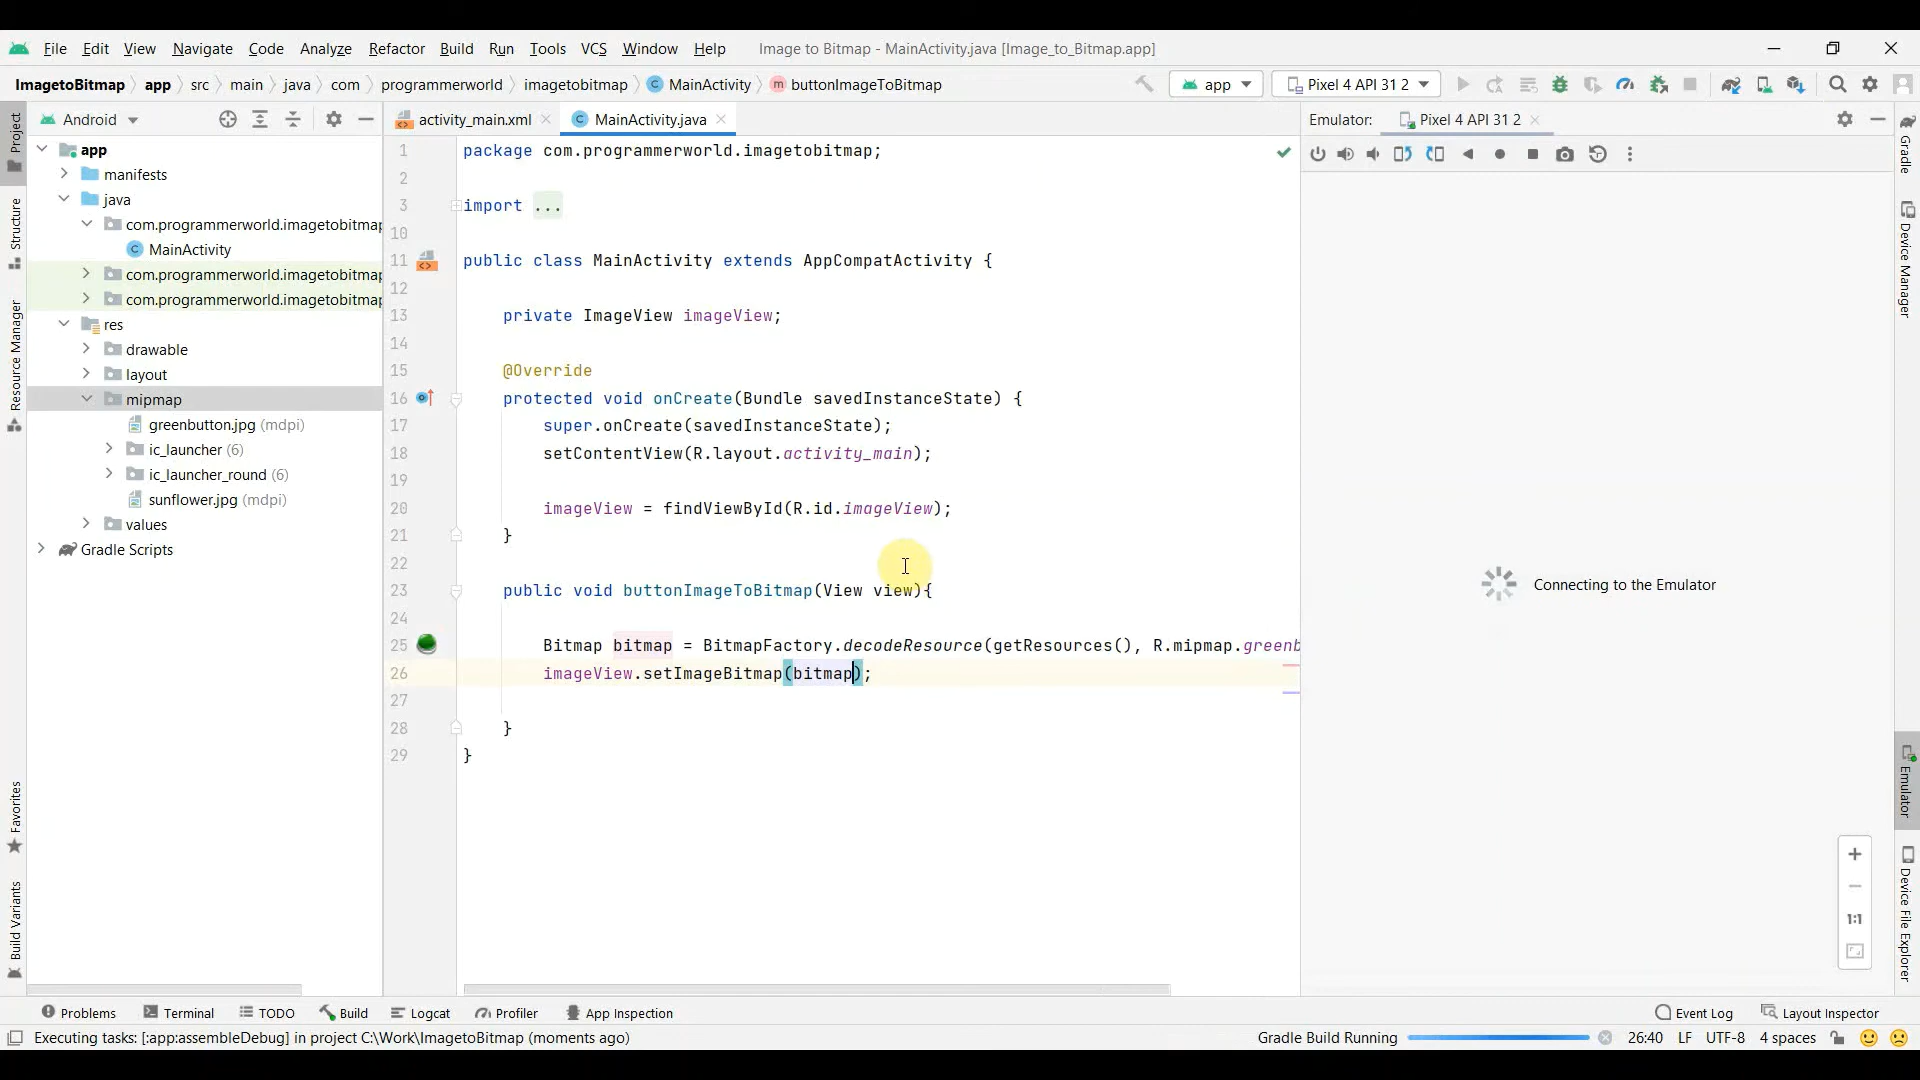 File Edit View Navigate Code Analyze Refactor Build Run Tools VCS Window Help Image to Bitmap - MainActivity.java [Image_to_Bitmap.app]
ImagetoBitmap app src main java com programmerworld imagetobitmap MainActivity buttonImageToBitmap app Pixel 4 API 31 2
Android
activity_main.xml MainActivity.java
Emulator: Pixel 4 API 31 2
Project
Structure
Resource Manager
Favorites
Build Variants
app
manifests
java
com.programmerworld.imagetobitmap
MainActivity
com.programmerworld.imagetobitmap
com.programmerworld.imagetobitmap
res
drawable
layout
mipmap
greenbutton.jpg (mdpi)
ic_launcher (6)
ic_launcher_round (6)
sunflower.jpg (mdpi)
values
Gradle Scripts
1 package com.programmerworld.imagetobitmap;
2
3 import ...
10
11 public class MainActivity extends AppCompatActivity {
12
13 private ImageView imageView;
14
15 @Override
16 protected void onCreate(Bundle savedInstanceState) {
17 super.onCreate(savedInstanceState);
18 setContentView(R.layout.activity_main);
19
20 imageView = findViewById(R.id.imageView);
21 }
22
23 public void buttonImageToBitmap(View view){
24
25 Bitmap bitmap = BitmapFactory.decodeResource(getResources(), R.mipmap.greenb
26 imageView.setImageBitmap(bitmap);
27
28 }
29 }
Connecting to the Emulator
1:1
Gradle
Device Manager
Emulator
Device File Explorer
Problems Terminal TODO Build Logcat Profiler App Inspection Event Log Layout Inspector
Executing tasks: [:app:assembleDebug] in project C:\Work\ImagetoBitmap (moments ago) Gradle Build Running 26:40 LF UTF-8 4 spaces